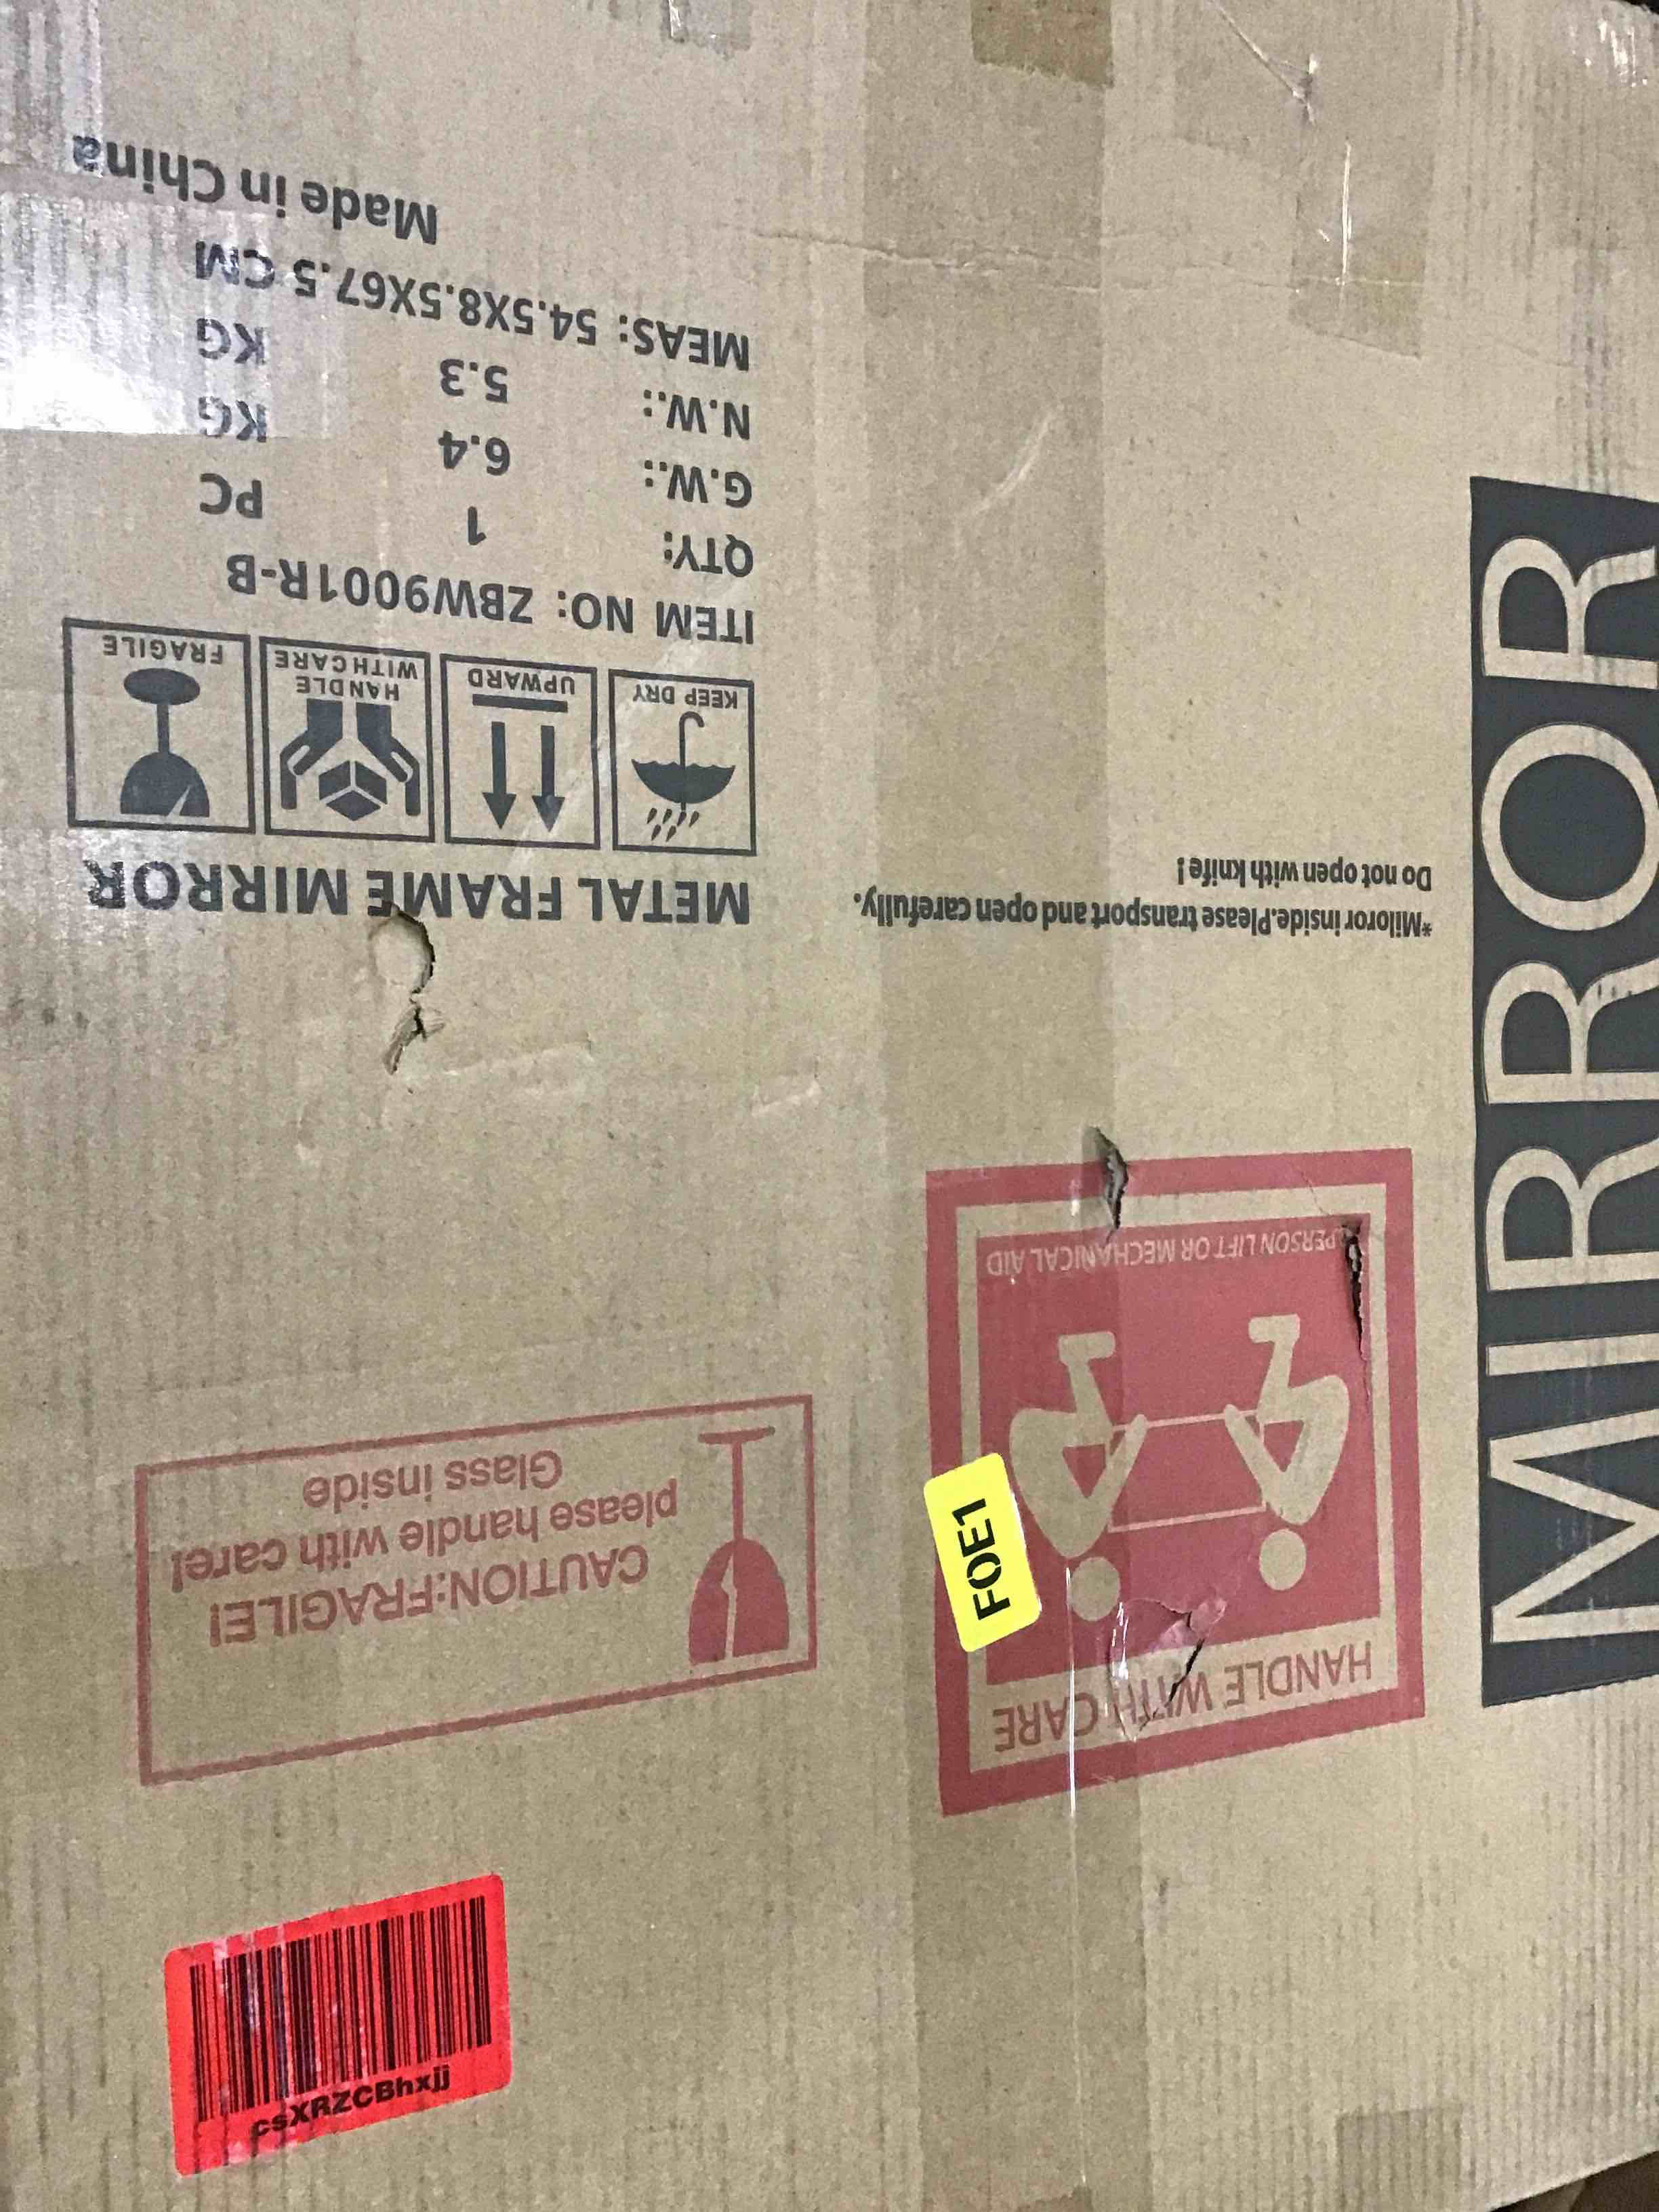 METAL FRAME MIRROR
KEEP DRY
UPWARD
HANDLE
WITH CARE
FRAGILE
ITEM NO: ZBW9001R-B
QTY: 1 PC
G.W.: 6.4 KG
N.W.: 5.3 KG
MEAS: 54.5X8.5X67.5 CM
Made in China
*Miloror inside.Please transport and open carefully.
Do not open with knife!
MIRROR
HANDLE WITH CARE
PERSON LIFT OR MECHANICAL AID
FOE1
CAUTION:FRAGILE!
please handle with care!
Glass inside
csXRZCBhxjj